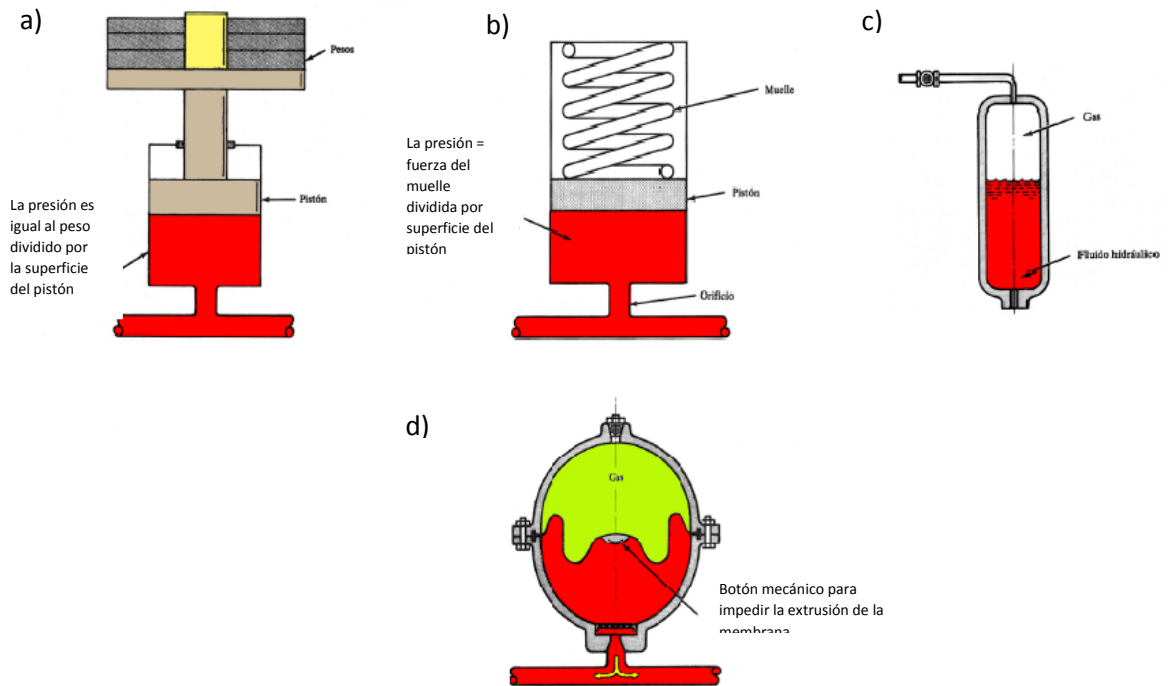 a)
Pesos
La presión es
igual al peso
dividido por
la superficie
del pistón
Pistón
b)
Muelle
La presión =
fuerza del
muelle
dividida por
superficie del
pistón
Pistón
Orificio
c)
Gas
Fluido hidráulico
d)
Gas
Botón mecánico para
impedir la extrusión de la
membrana